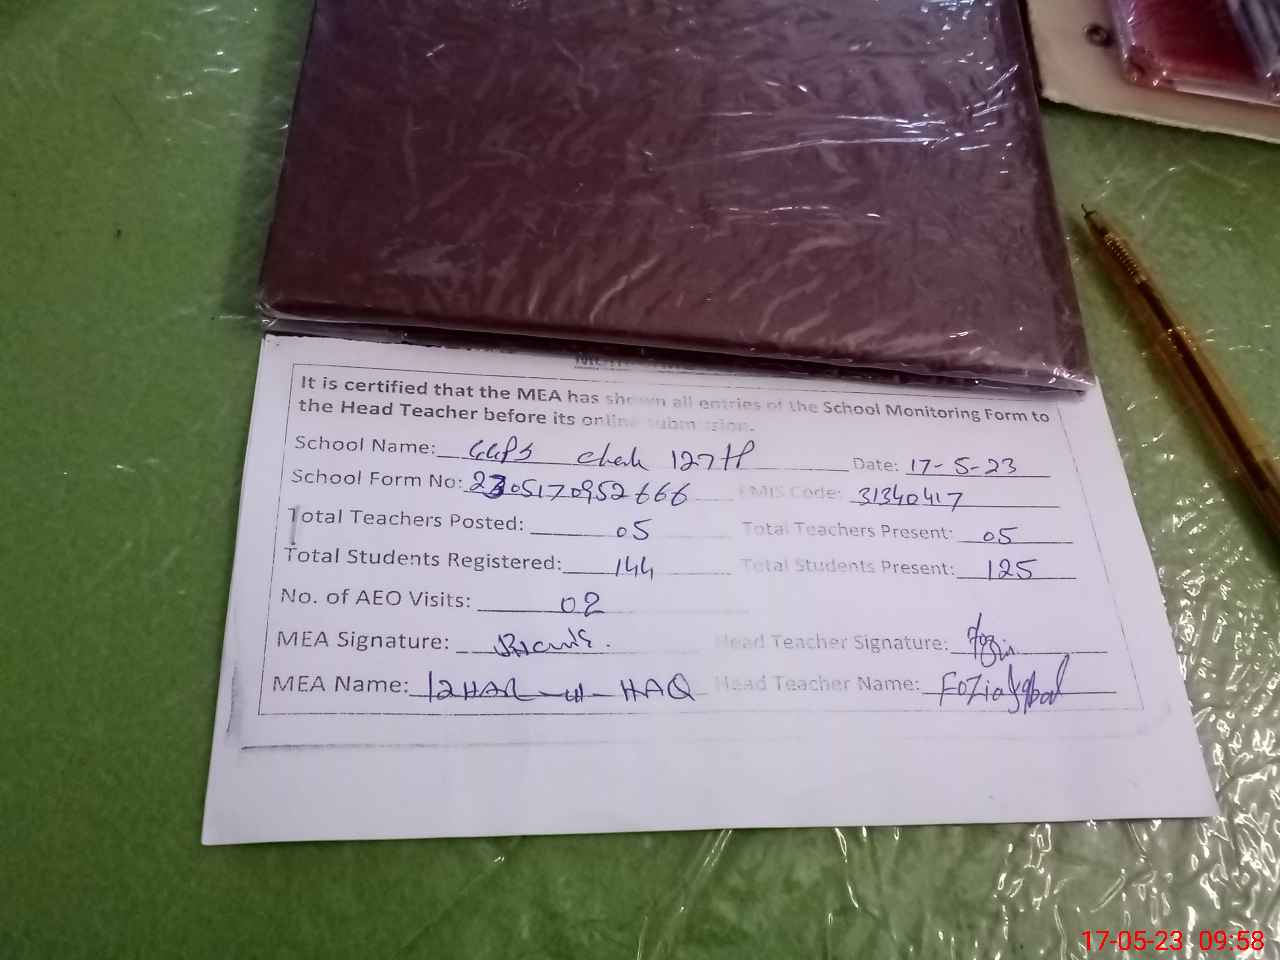 It is certified that the MEA has shown all entries of the School Monitoring Form to
the Head Teacher before its online submission.
School Name: GGPS Chak 127 P Date: 17-5-23
School Form No: 2305170952666 EMIS Code: 31340417
Total Teachers Posted: 05 Total Teachers Present: 05
Total Students Registered: 144 Total Students Present: 125
No. of AEO Visits: 02
MEA Signature: Head Teacher Signature:
MEA Name: IZHAR-ul-HAQ Head Teacher Name: Fozia Iqbal
17-05-23 09:58